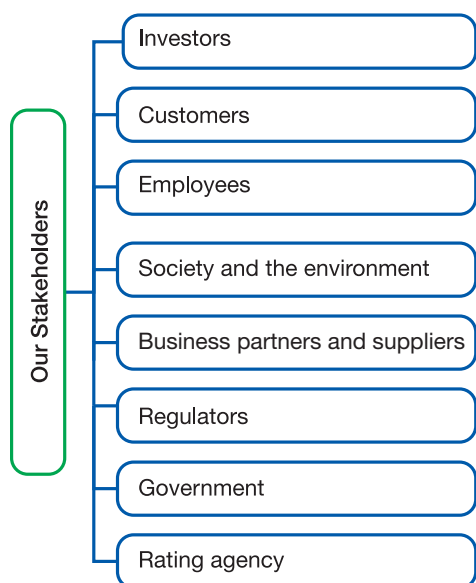 Our Stakeholders
Investors
Customers
Employees
Society and the environment
Business partners and suppliers
Regulators
Government
Rating agency